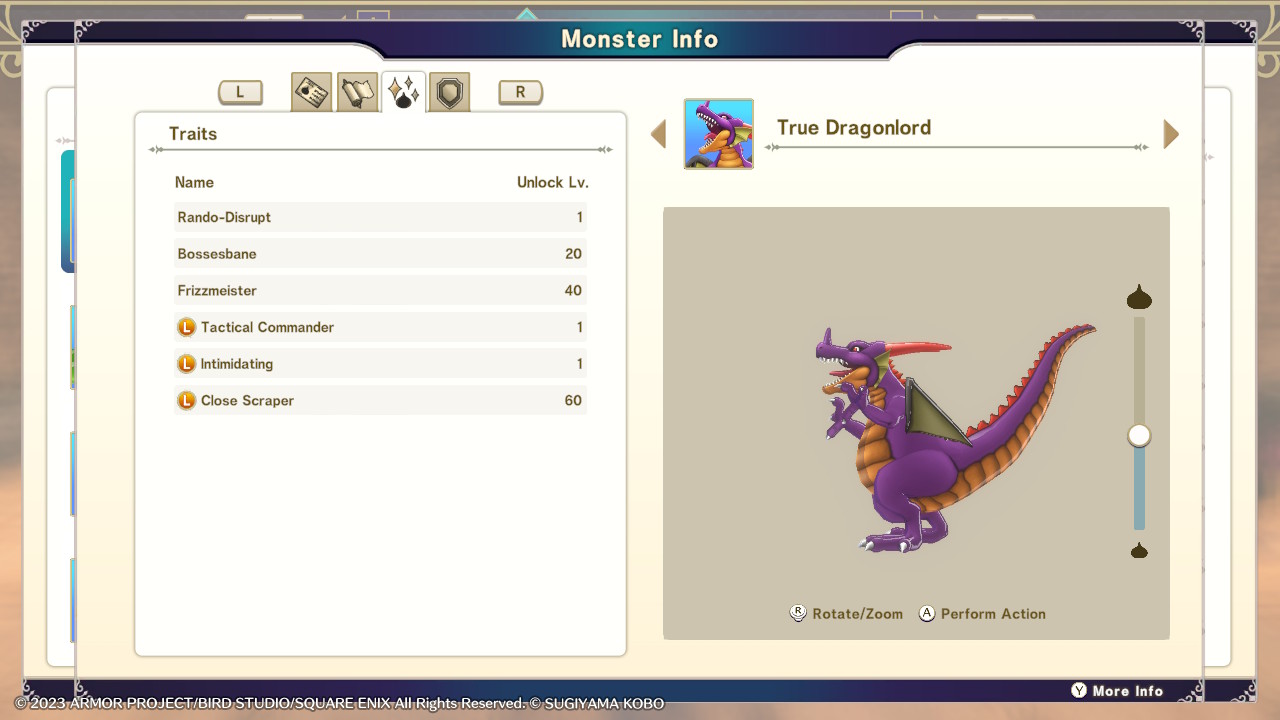 Monster Info
L
R
Traits
Name Unlock Lv.
Rando-Disrupt 1
Bossesbane 20
Frizzmeister 40
L Tactical Commander 1
L Intimidating 1
L Close Scraper 60
True Dragonlord
R Rotate/Zoom A Perform Action
Y More Info
© 2023 ARMOR PROJECT/BIRD STUDIO/SQUARE ENIX All Rights Reserved. © SUGIYAMA KOBO